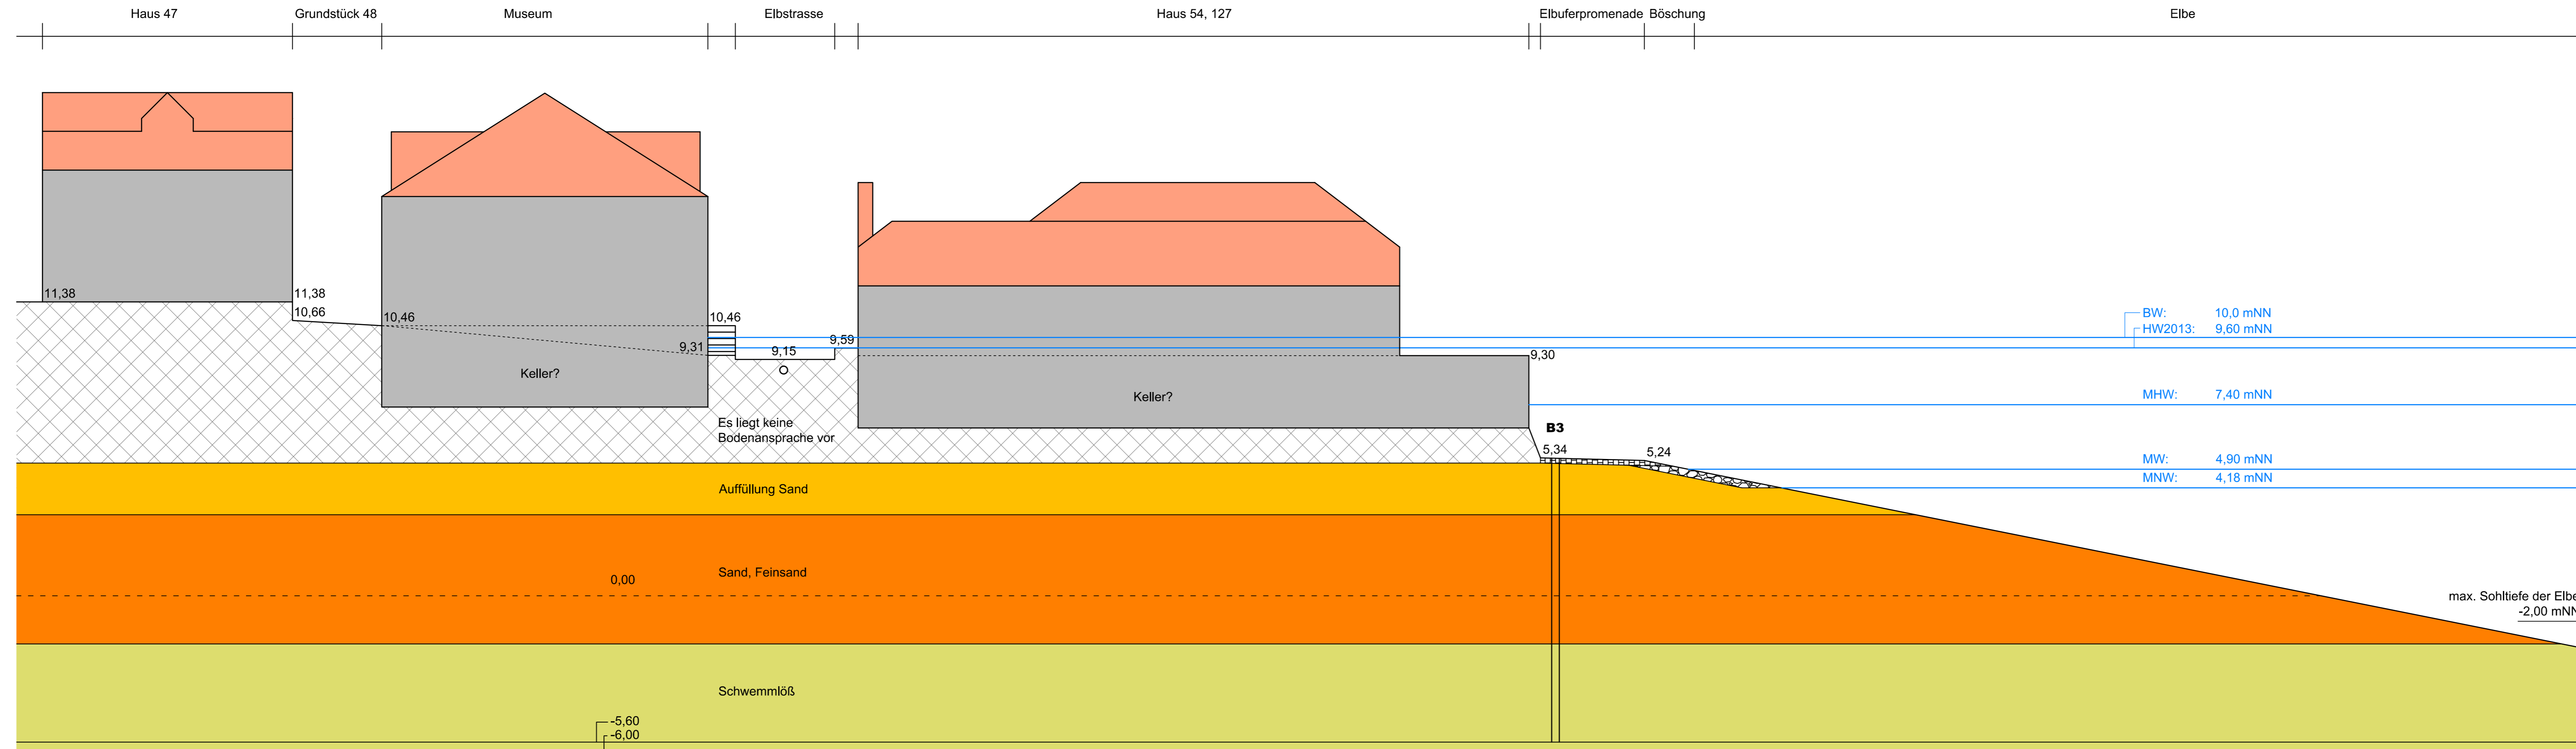 Haus 47
Grundstück 48
Museum
Elbstrasse
Haus 54, 127
Elbuferpromenade
Böschung
Elbe
11,38
11,38
10,66
10,46
10,46
9,31
9,15
9,59
9,30
BW: 10,0 mNN
HW2013: 9,60 mNN
Keller?
Keller?
MHW: 7,40 mNN
Es liegt keine
Bodenansprache vor
B3
5,34
5,24
MW: 4,90 mNN
MNW: 4,18 mNN
Auffüllung Sand
Sand, Feinsand
0,00
max. Sohltiefe der Elbe
-2,00 mNN
Schwemmlöß
-5,60
-6,00